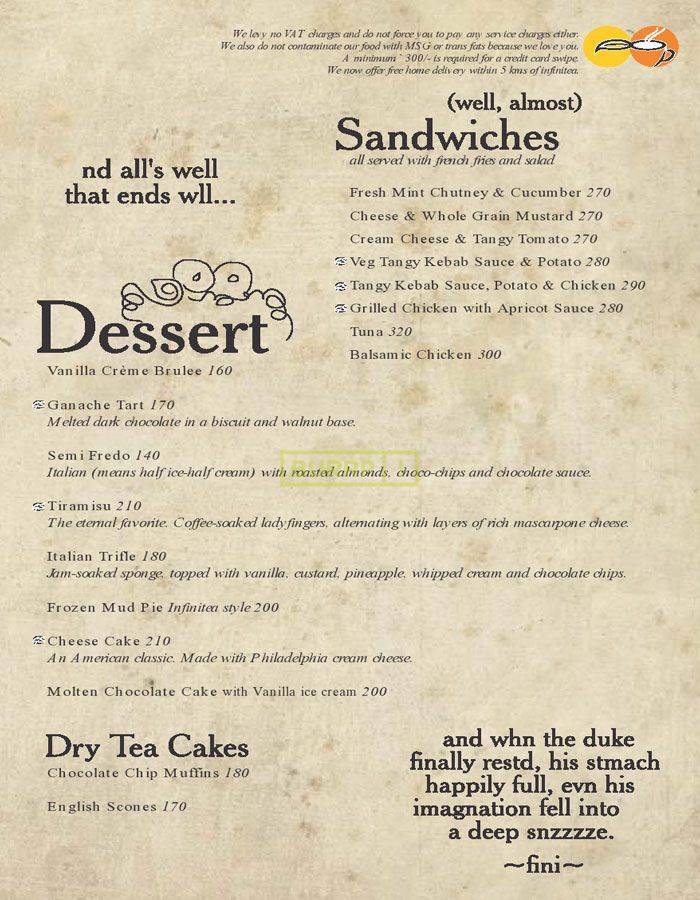 We levy no VAT charges and do not force you to pay any service charges either.
We also do not contaminate our food with MSG or trans fats because we love you.
A minimum ` 300/- is required for a credit card swipe.
We now offer free home delivery within 5 kms of infinitea.
(well, almost)
Sandwiches
all served with french fries and salad
Fresh Mint Chutney & Cucumber 270
Cheese & Whole Grain Mustard 270
Cream Cheese & Tangy Tomato 270
Veg Tangy Kebab Sauce & Potato 280
Tangy Kebab Sauce, Potato & Chicken 290
Grilled Chicken with Apricot Sauce 280
Tuna 320
Balsamic Chicken 300
nd all's well
that ends wll...
Dessert
Vanilla Crème Brulee 160
Ganache Tart 170
Melted dark chocolate in a biscuit and walnut base.
Semi Fredo 140
Italian (means half ice-half cream) with roasted almonds, choco-chips and chocolate sauce.
Tiramisu 210
The eternal favorite. Coffee-soaked ladyfingers, alternating with layers of rich mascarpone cheese.
Italian Trifle 180
Jam-soaked sponge, topped with vanilla, custard, pineapple, whipped cream and chocolate chips.
Frozen Mud Pie Infinitea style 200
Cheese Cake 210
An American classic. Made with Philadelphia cream cheese.
Molten Chocolate Cake with Vanilla ice cream 200
Dry Tea Cakes
Chocolate Chip Muffins 180
English Scones 170
and whn the duke
finally restd, his stmach
happily full, evn his
imagnation fell into
a deep snzzzze.
~fini~